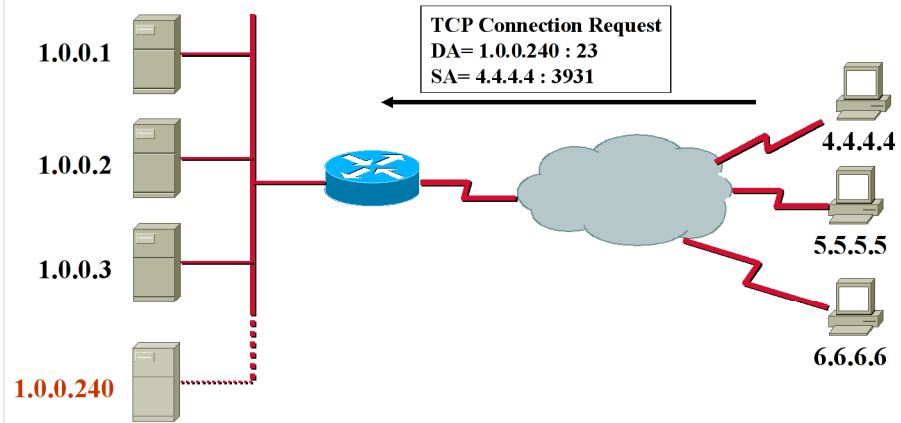 TCP Connection Request
DA= 1.0.0.240 : 23
SA= 4.4.4.4 : 3931
1.0.0.1
1.0.0.2
1.0.0.3
1.0.0.240
4.4.4.4
5.5.5.5
6.6.6.6